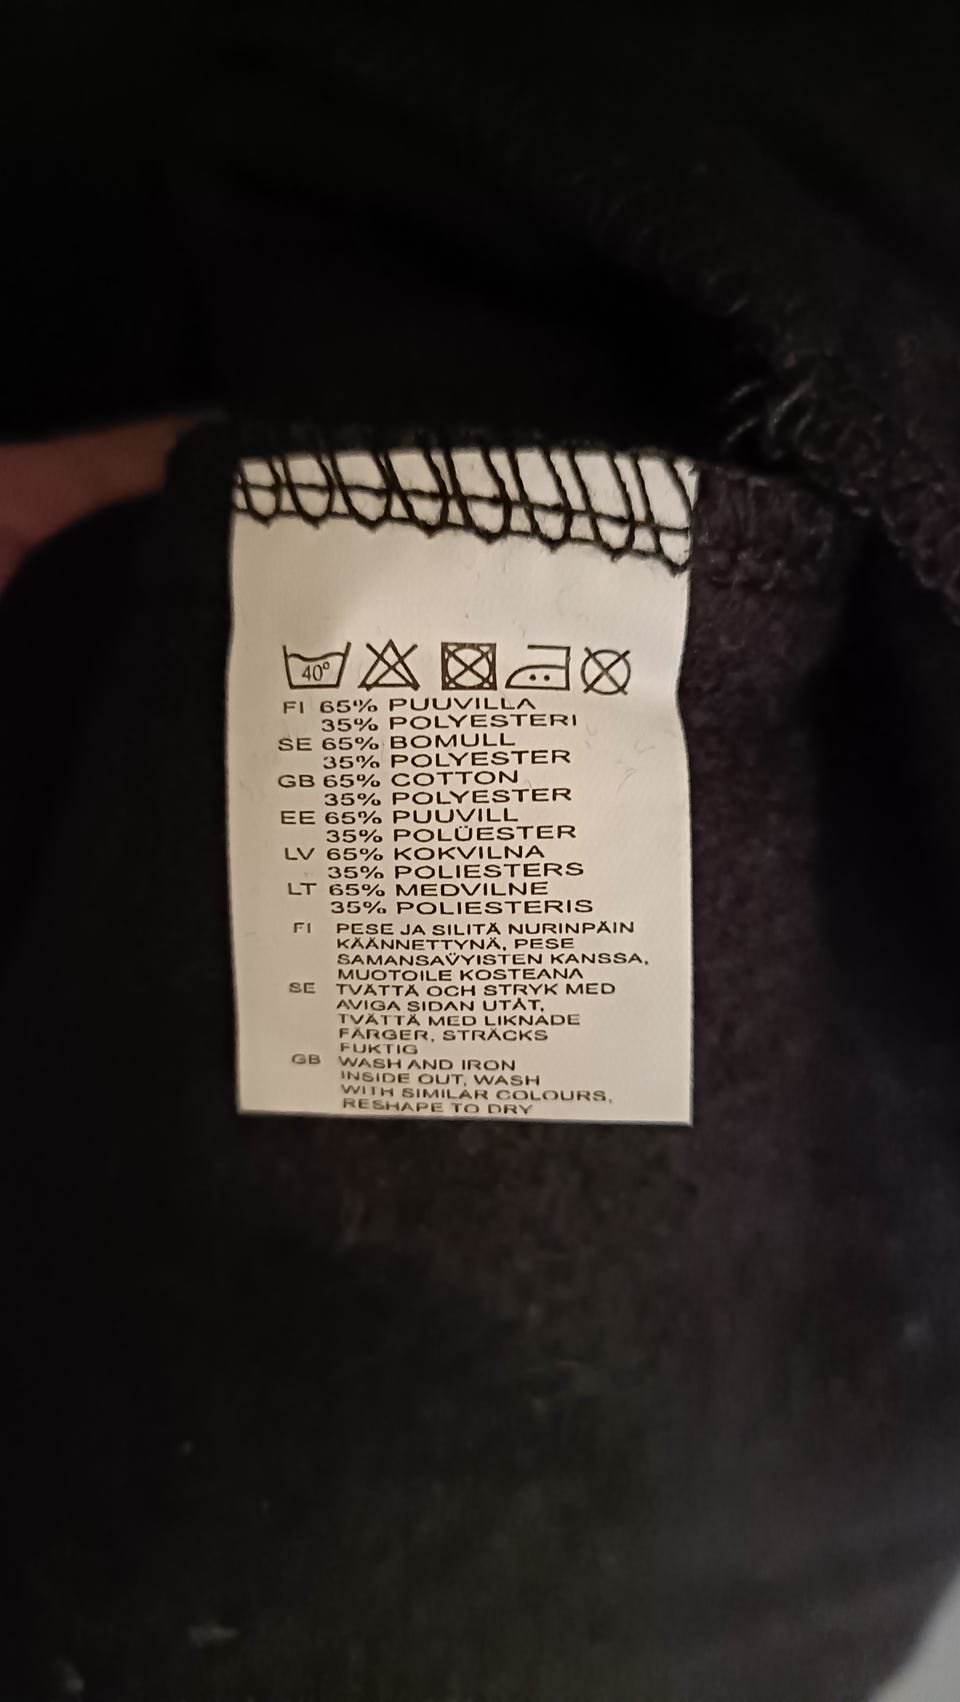 40°
FI 65% PUUVILLA
35% POLYESTERI
SE 65% BOMULL
35% POLYESTER
GB 65% COTTON
35% POLYESTER
EE 65% PUUVILL
35% POLÜESTER
LV 65% KOKVILNA
35% POLIESTERS
LT 65% MEDVILNE
35% POLIESTERIS
FI PESE JA SILITÄ NURINPÄIN
KÄÄNNETTYNÄ, PESE
SAMANSÄVYISTEN KANSSA,
MUOTOILE KOSTEANA
SE TVÄTTÄ OCH STRYK MED
AVIGA SIDAN UTÅT,
TVÄTTÄ MED LIKNADE
FÄRGER, STRÄCKS
FUKTIG
GB WASH AND IRON
INSIDE OUT, WASH
WITH SIMILAR COLOURS,
RESHAPE TO DRY